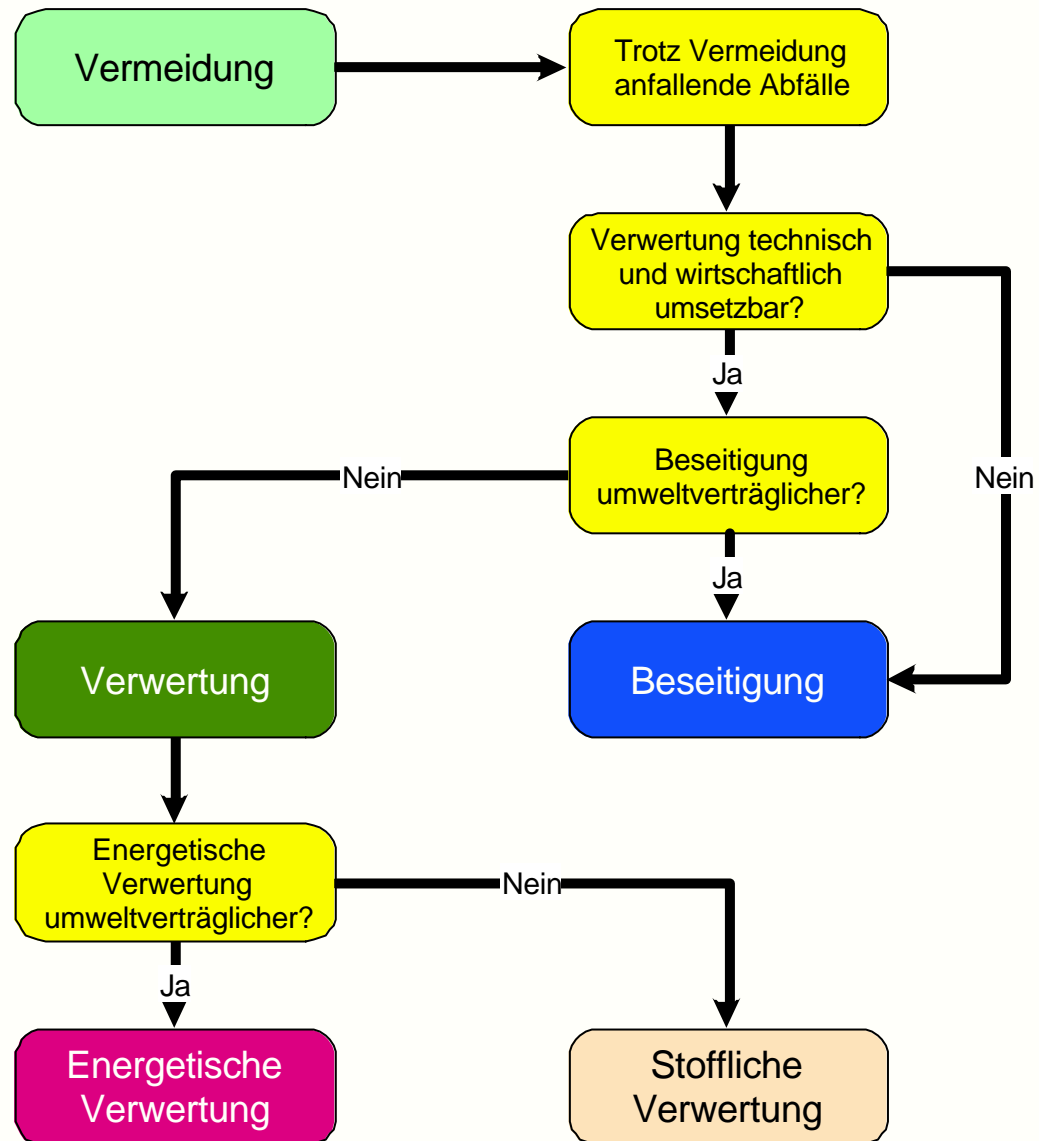 Vermeidung
Trotz Vermeidung
anfallende Abfälle
Verwertung technisch
und wirtschaftlich
umsetzbar?
Ja
Nein
Beseitigung
umweltverträglicher?
Nein
Ja
Verwertung
Beseitigung
Energetische
Verwertung
umweltverträglicher?
Nein
Ja
Energetische
Verwertung
Stoffliche
Verwertung